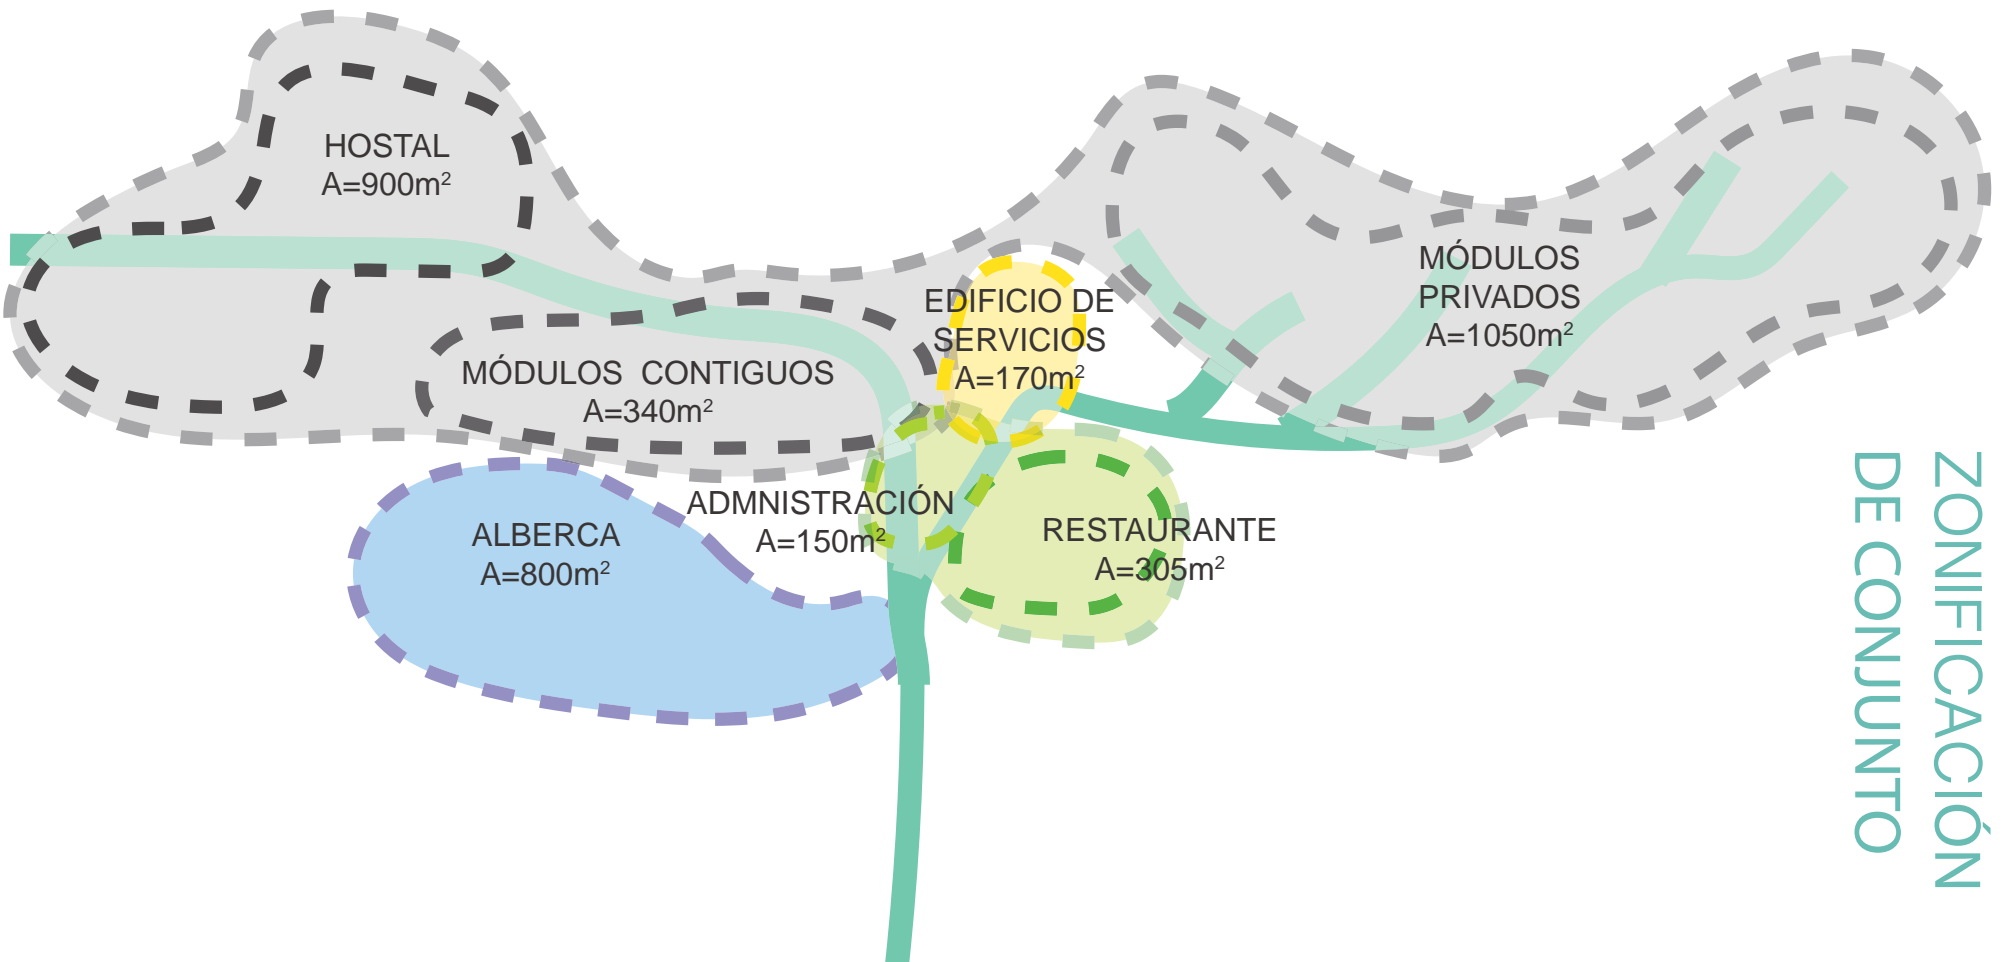 HOSTAL
A=900m²
EDIFICIO DE
SERVICIOS
A=170m²
MÓDULOS
PRIVADOS
A=1050m²
MÓDULOS CONTIGUOS
A=340m²
ADMNISTRACIÓN
A=150m²
ALBERCA
A=800m²
RESTAURANTE
A=305m²
ZONIFICACIÓN
DE CONJUNTO